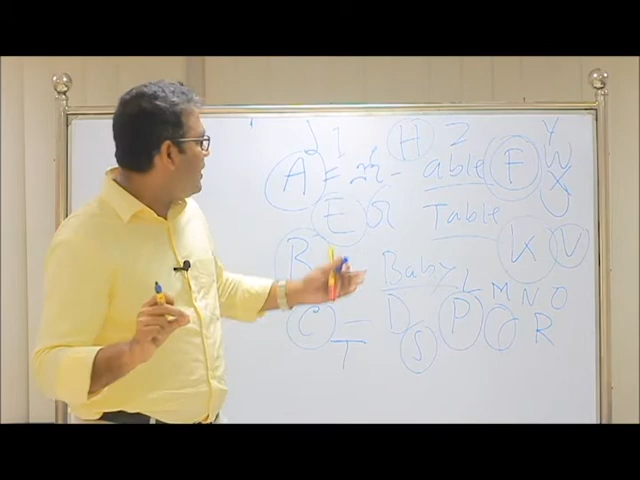 H Z Y
A = able F W
X
E Table U
R K V
Baby L M N O
C - D P R
T S